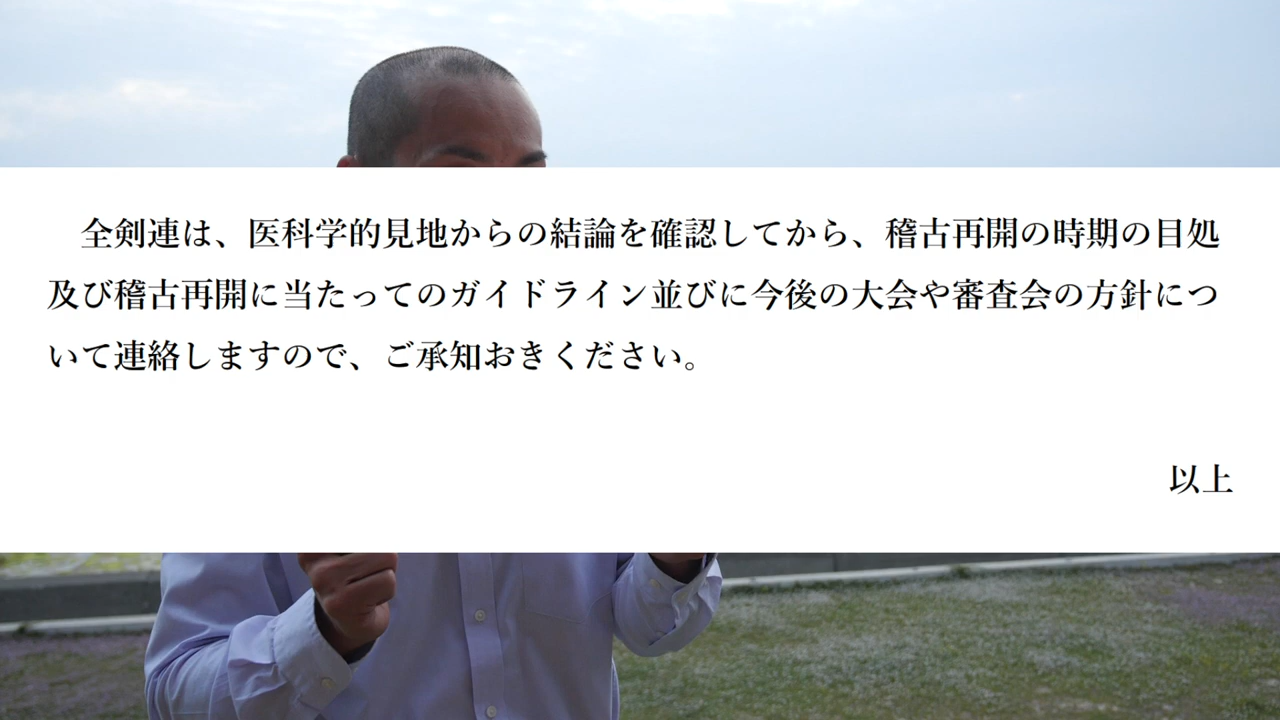 全剣連は、医科学的見地からの結論を確認してから、稽古再開の時期の目処
及び稽古再開に当たってのガイドライン並びに今後の大会や審査会の方針につ
いて連絡しますので、ご承知おきください。
以上